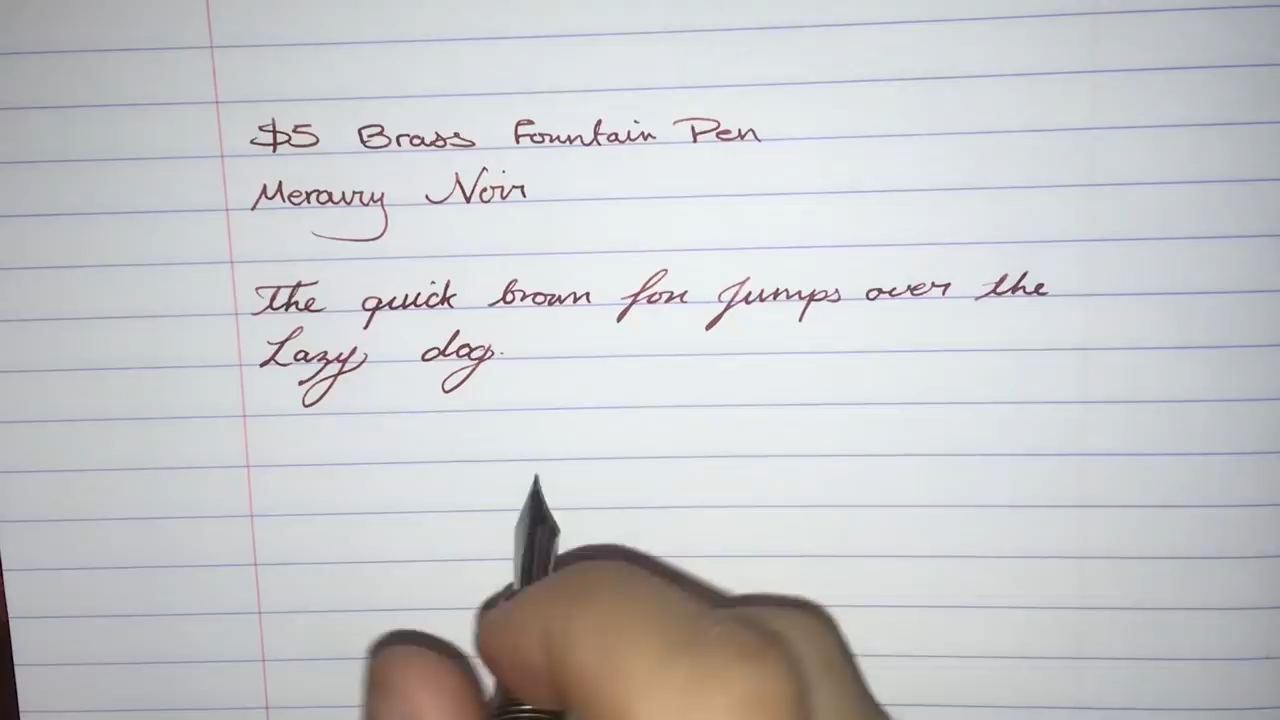 $5 Brass Fountain Pen
Mercury Noir
The quick brown fox Jumps over the
Lazy dog.